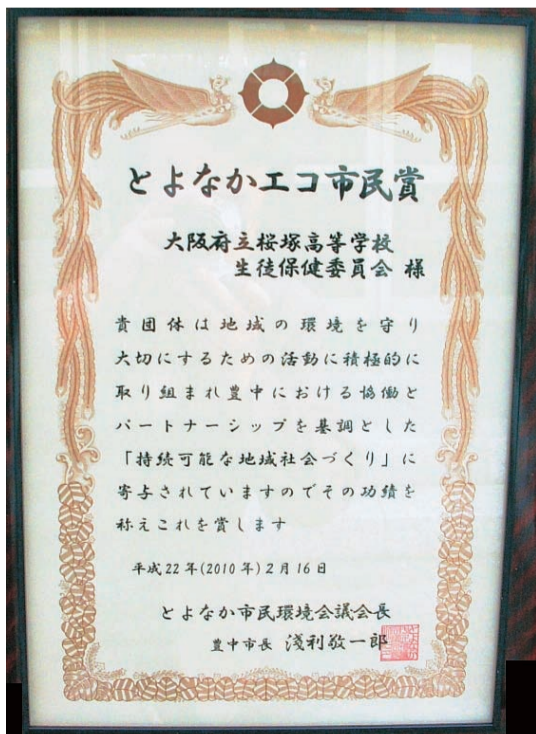 とよなかエコ市民賞
大阪府立桜塚高等学校
生徒保健委員会 様
貴団体は地域の環境を守り
大切にするための活動に積極的に
取り組まれ豊中における協働と
パートナーシップを基調とした
「持続可能な地域社会づくり」に
寄与されていますのでその功績を
称えこれを賞します
平成22年(2010年)2月16日
とよなか市民環境会議会長
豊中市長 淺利敬一郎